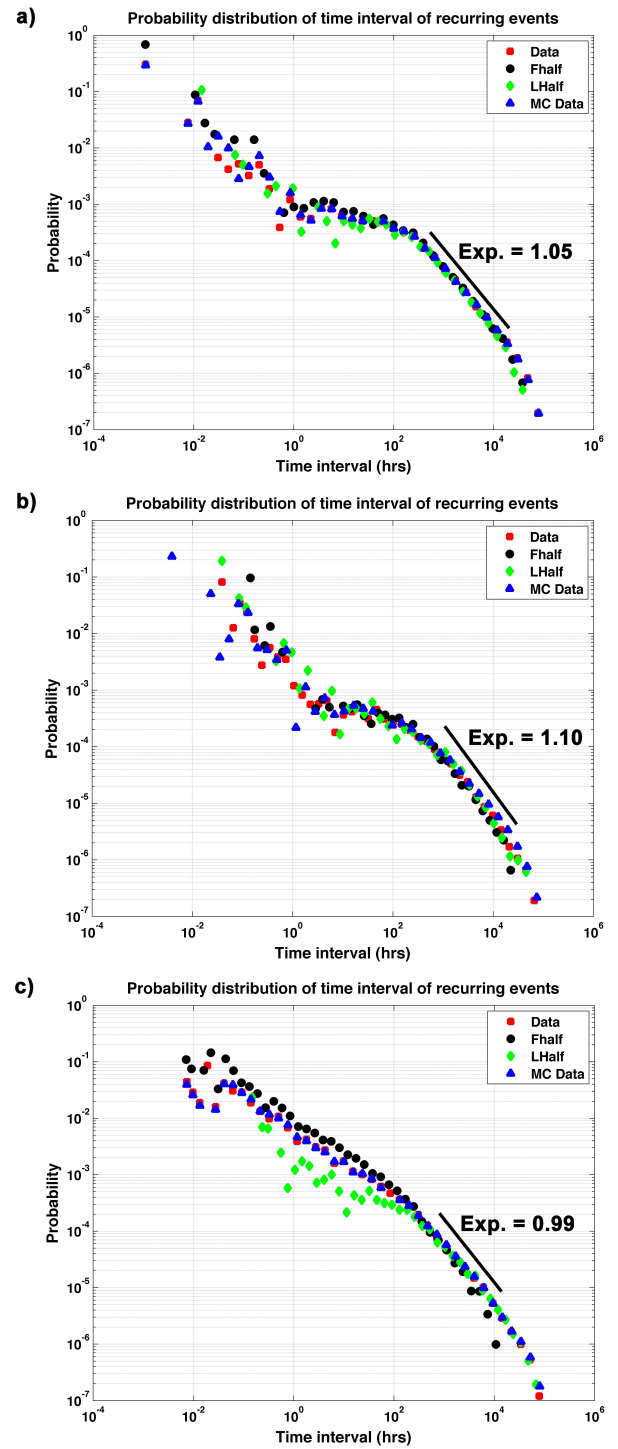 a)
Probability distribution of time interval of recurring events
10^0
10^-1
10^-2
10^-3
10^-4
10^-5
10^-6
10^-7
Probability
Data
Fhalf
LHalf
MC Data
Exp. = 1.05
10^-4
10^-2
10^0
10^2
10^4
10^6
Time interval (hrs)
b)
Probability distribution of time interval of recurring events
10^0
10^-1
10^-2
10^-3
10^-4
10^-5
10^-6
10^-7
Probability
Data
Fhalf
LHalf
MC Data
Exp. = 1.10
10^-4
10^-2
10^0
10^2
10^4
10^6
Time interval (hrs)
c)
Probability distribution of time interval of recurring events
10^0
10^-1
10^-2
10^-3
10^-4
10^-5
10^-6
10^-7
Probability
Data
Fhalf
LHalf
MC Data
Exp. = 0.99
10^-4
10^-2
10^0
10^2
10^4
10^6
Time interval (hrs)